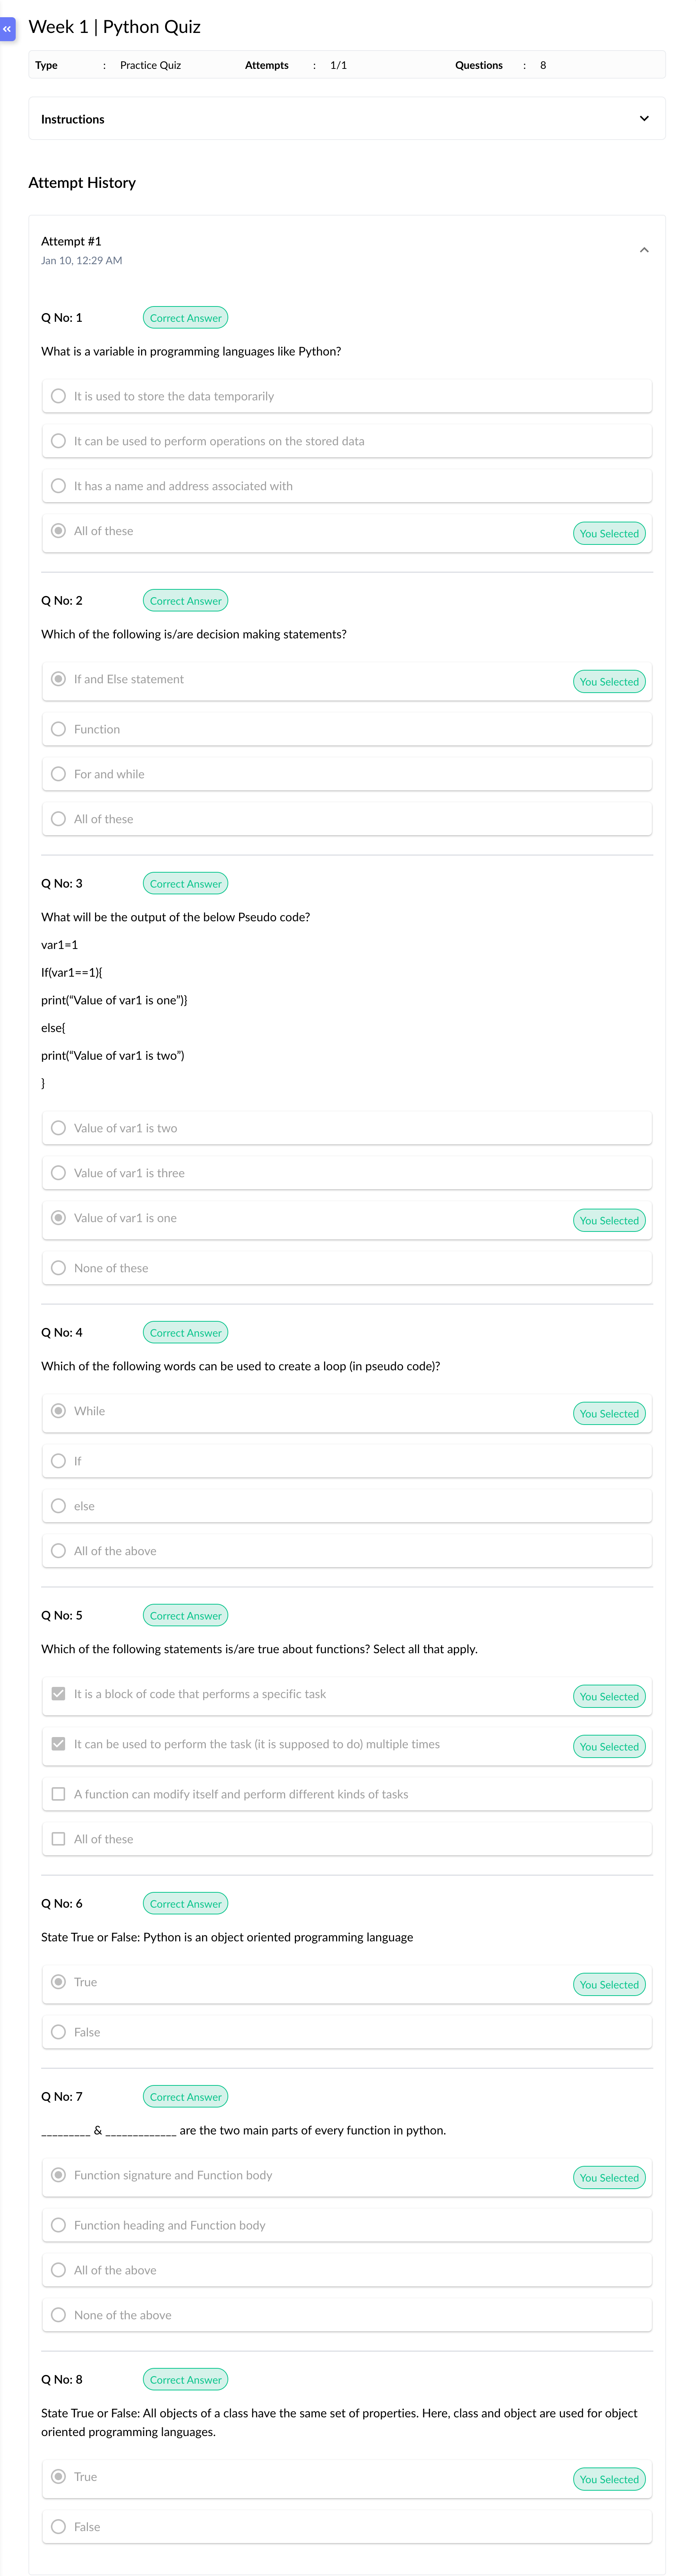 Week 1 | Python Quiz
Type : Practice Quiz Attempts : 1/1 Questions : 8
Instructions
Attempt History
Attempt #1
Jan 10, 12:29 AM
Q No: 1 Correct Answer
What is a variable in programming languages like Python?
It is used to store the data temporarily
It can be used to perform operations on the stored data
It has a name and address associated with
All of these You Selected
Q No: 2 Correct Answer
Which of the following is/are decision making statements?
If and Else statement You Selected
Function
For and while
All of these
Q No: 3 Correct Answer
What will be the output of the below Pseudo code?
var1=1
If(var1==1){
print(“Value of var1 is one”)}
else{
print(“Value of var1 is two”)
}
Value of var1 is two
Value of var1 is three
Value of var1 is one You Selected
None of these
Q No: 4 Correct Answer
Which of the following words can be used to create a loop (in pseudo code)?
While You Selected
If
else
All of the above
Q No: 5 Correct Answer
Which of the following statements is/are true about functions? Select all that apply.
It is a block of code that performs a specific task You Selected
It can be used to perform the task (it is supposed to do) multiple times You Selected
A function can modify itself and perform different kinds of tasks
All of these
Q No: 6 Correct Answer
State True or False: Python is an object oriented programming language
True You Selected
False
Q No: 7 Correct Answer
_________ & _____________ are the two main parts of every function in python.
Function signature and Function body You Selected
Function heading and Function body
All of the above
None of the above
Q No: 8 Correct Answer
State True or False: All objects of a class have the same set of properties. Here, class and object are used for object
oriented programming languages.
True You Selected
False